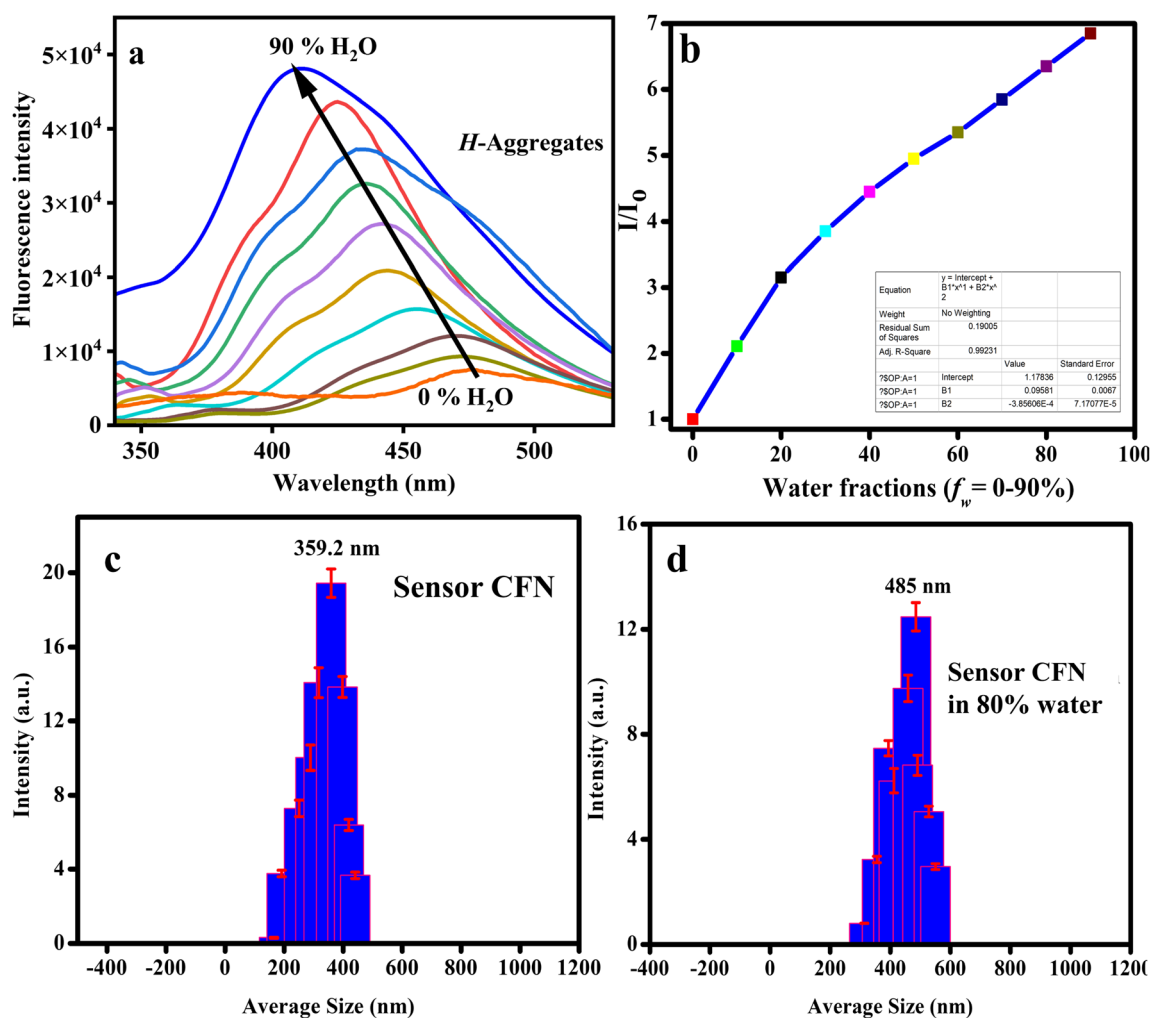 a
90 % H₂O
H-Aggregates
0 % H₂O
5×10⁴
4×10⁴
3×10⁴
2×10⁴
1×10⁴
0
350 400 450 500
Fluorescence intensity
Wavelength (nm)
b
7
6
5
4
3
2
1
0 20 40 60 80 100
I/I₀
Water fractions (f_w= 0-90%)
Equation y = Intercept +
B1*x^1 + B2*x^
2
Weight No Weighting
Residual Sum
of Squares 0.19005
Adj. R-Square 0.99231
Value Standard Error
?$OP:A=1 Intercept 1.17836 0.12955
?$OP:A=1 B1 0.09581 0.0067
?$OP:A=1 B2 -3.85606E-4 7.17077E-5
c
359.2 nm
Sensor CFN
20
16
12
8
4
0
-400 -200 0 200 400 600 800 1000 1200
Intensity (a.u.)
Average Size (nm)
d
485 nm
Sensor CFN
in 80% water
16
12
8
4
0
-400 -200 0 200 400 600 800 1000 120
Intensity (a.u.)
Average Size (nm)